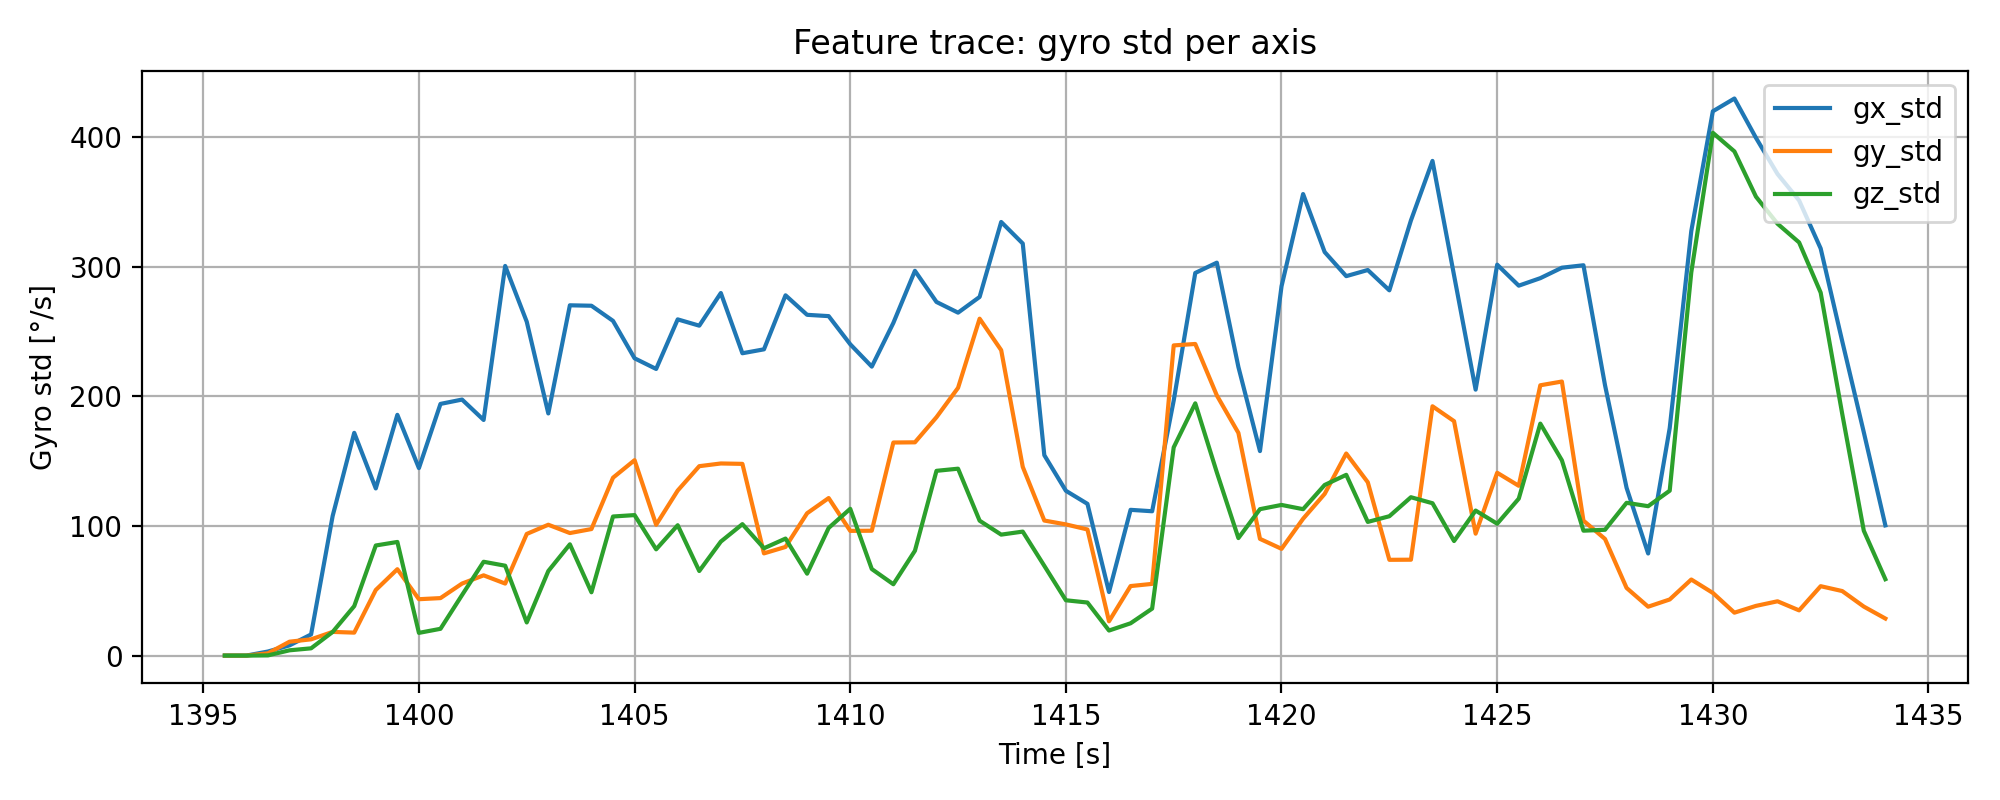 Feature trace: gyro std per axis
gx_std
gy_std
gz_std
Gyro std [°/s]
400
300
200
100
0
1395 1400 1405 1410 1415 1420 1425 1430 1435
Time [s]